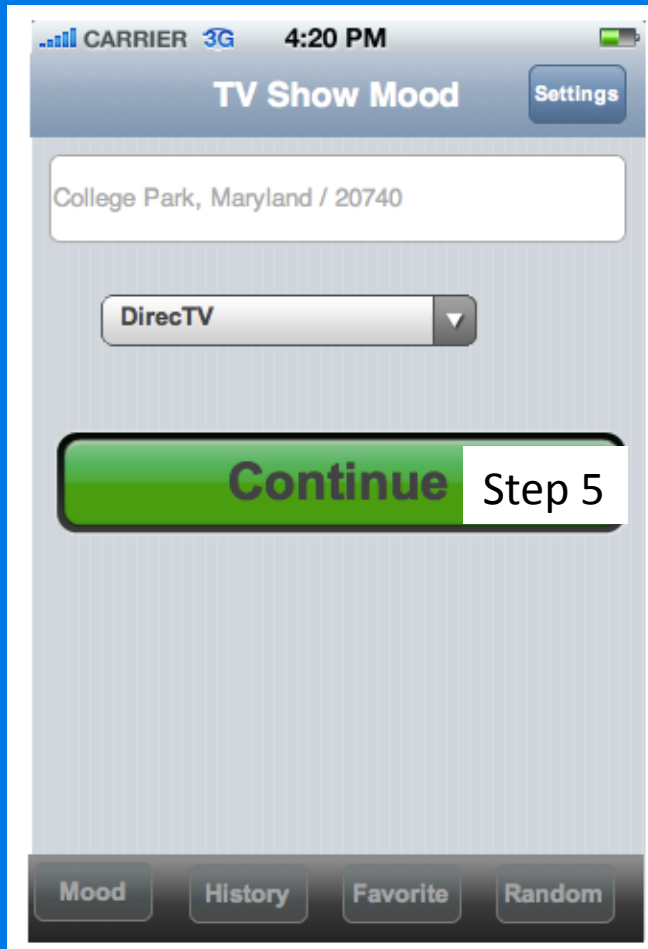 CARRIER 3G 4:20 PM
TV Show Mood Settings
College Park, Maryland / 20740
DirecTV
Continue Step 5
Mood History Favorite Random